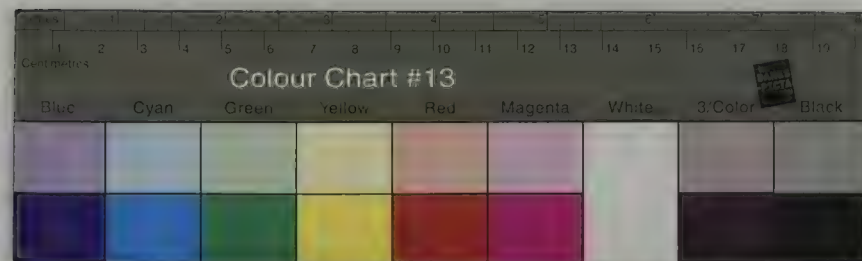 1 2 3 4 5 6
1 2 3 4 5 6 7 8 9 10 11 12 13 14 15 16 17 18 19
Centimetres
Colour Chart #13
Blue Cyan Green Yellow Red Magenta White 3/Color Black